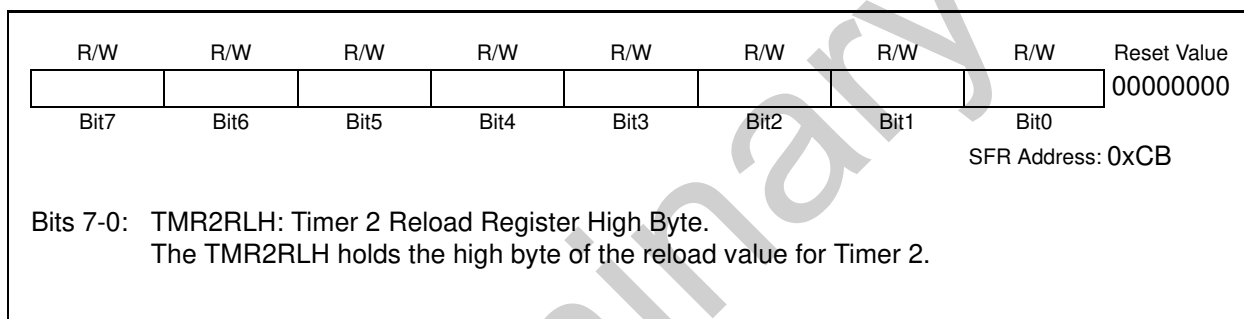 R/W R/W R/W R/W R/W R/W R/W R/W Reset Value
00000000
Bit7 Bit6 Bit5 Bit4 Bit3 Bit2 Bit1 Bit0
SFR Address: 0xCB
Bits 7-0: TMR2RLH: Timer 2 Reload Register High Byte.
The TMR2RLH holds the high byte of the reload value for Timer 2.
inary